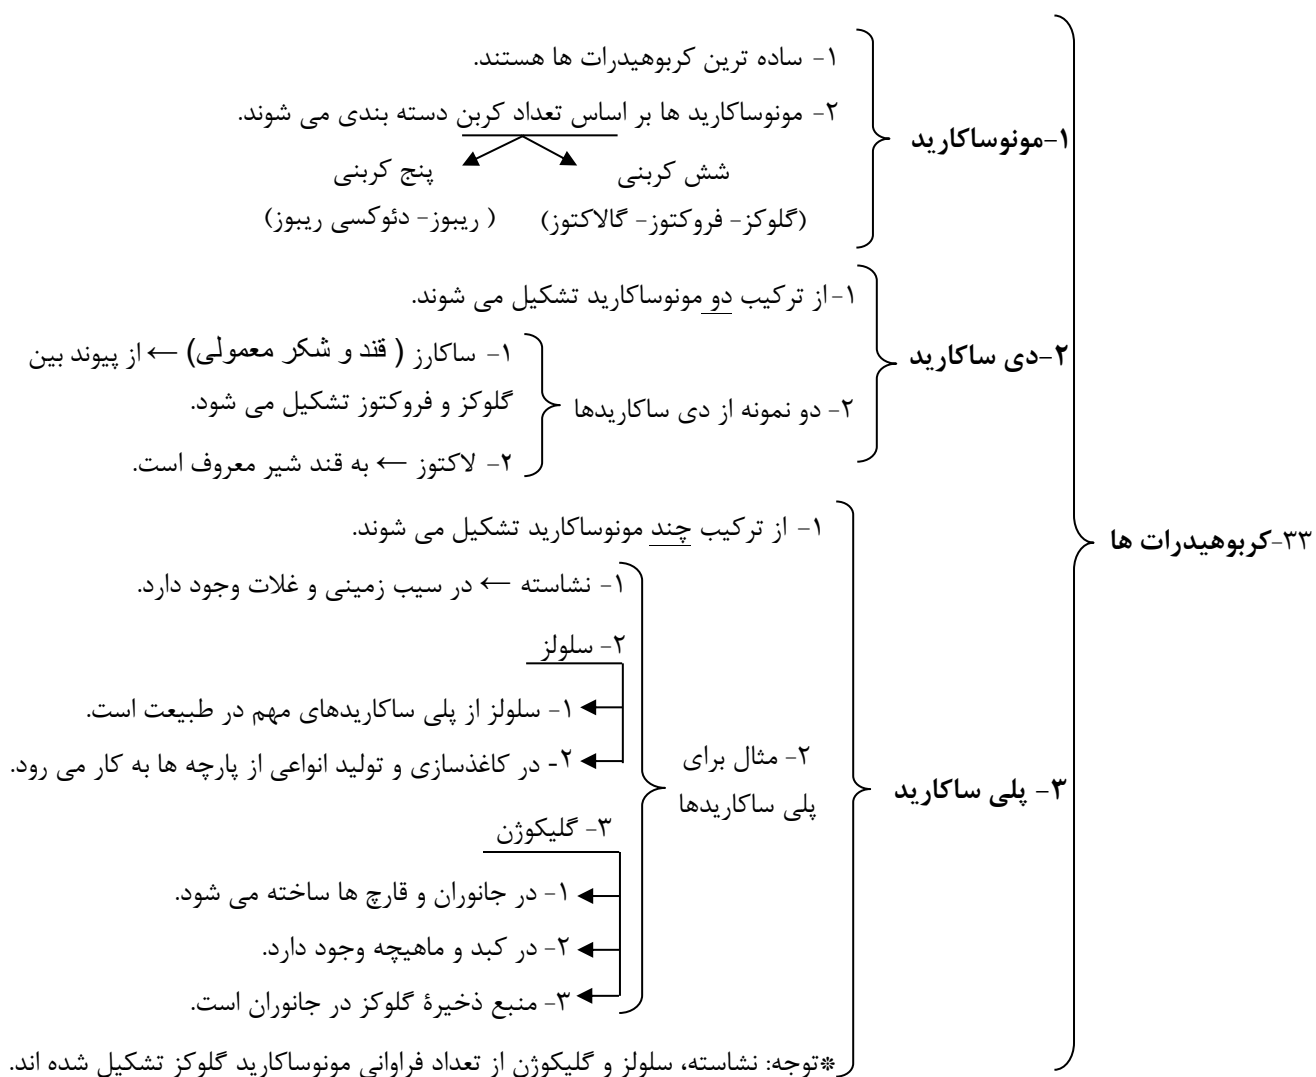 ۳۳-کربوهیدرات ها
۱-مونوساکارید
۱- ساده ترین کربوهیدرات ها هستند.
۲- مونوساکارید ها بر اساس تعداد کربن دسته بندی می شوند.
شش کربنی
(گلوکز- فروکتوز- گالاکتوز)
پنج کربنی
( ریبوز- دئوکسی ریبوز)
۲-دی ساکارید
۱-از ترکیب دو مونوساکارید تشکیل می شوند.
۲- دو نمونه از دی ساکاریدها
۱- ساکارز ( قند و شکر معمولی) ← از پیوند بین
گلوکز و فروکتوز تشکیل می شود.
۲- لاکتوز ← به قند شیر معروف است.
۳- پلی ساکارید
۱- از ترکیب چند مونوساکارید تشکیل می شوند.
۲- مثال برای
پلی ساکاریدها
۱- نشاسته ← در سیب زمینی و غلات وجود دارد.
۲- سلولز
۱- سلولز از پلی ساکاریدهای مهم در طبیعت است.
۲- در کاغذسازی و تولید انواعی از پارچه ها به کار می رود.
۳- گلیکوژن
۱- در جانوران و قارچ ها ساخته می شود.
۲- در کبد و ماهیچه وجود دارد.
۳- منبع ذخیرهٔ گلوکز در جانوران است.
*توجه: نشاسته، سلولز و گلیکوژن از تعداد فراوانی مونوساکارید گلوکز تشکیل شده اند.